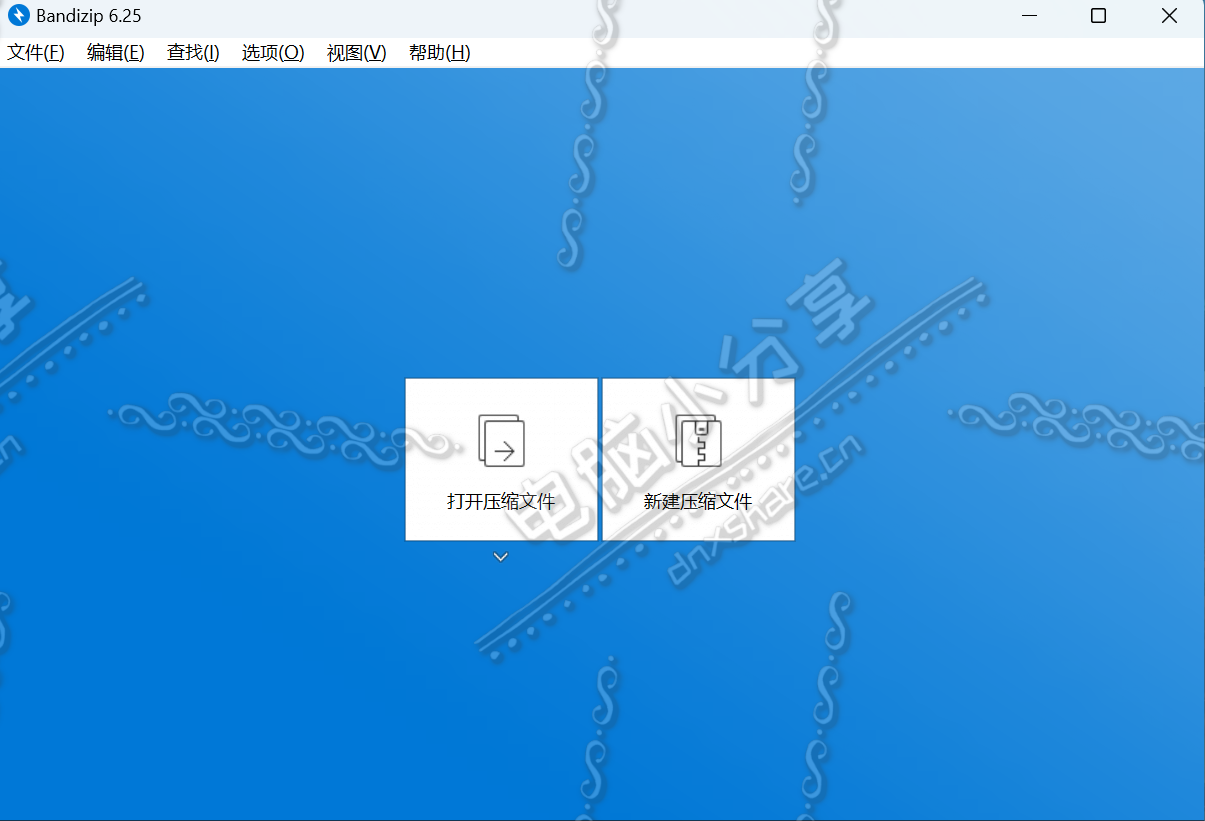 Bandizip 6.25
文件(F) 编辑(E) 查找(I) 选项(O) 视图(V) 帮助(H)
打开压缩文件 新建压缩文件
电脑小分享
dnxshare.cn